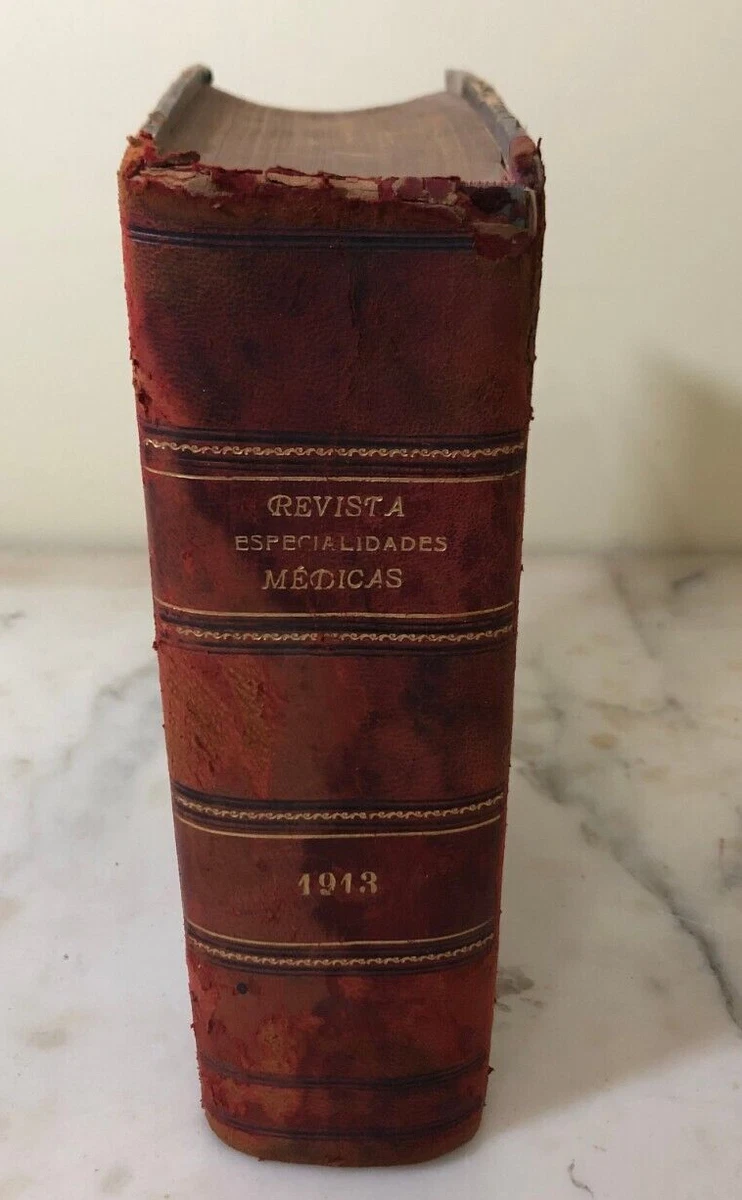 REVISTA
ESPECIALIDADES
MÉDICAS
1913